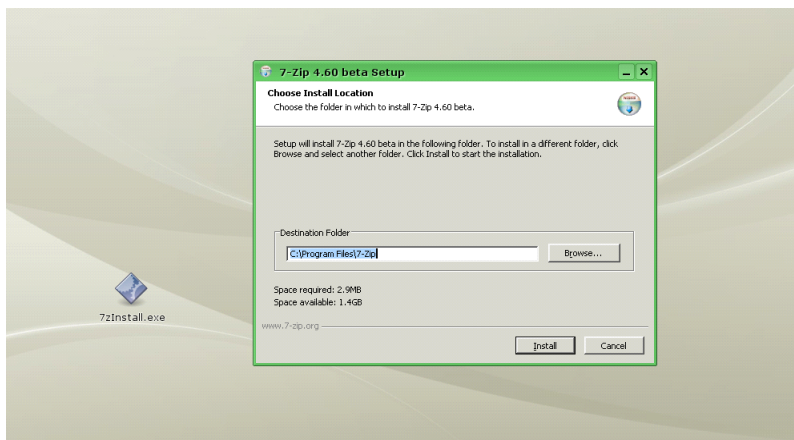 7-Zip 4.60 beta Setup
Choose Install Location
Choose the folder in which to install 7-Zip 4.60 beta.
Setup will install 7-Zip 4.60 beta in the following folder. To install in a different folder, click
Browse and select another folder. Click Install to start the installation.
Destination Folder
C:\Program Files\7-Zip
Browse...
Space required: 2.9MB
Space available: 1.4GB
7zInstall.exe
www.7-zip.org
Install
Cancel